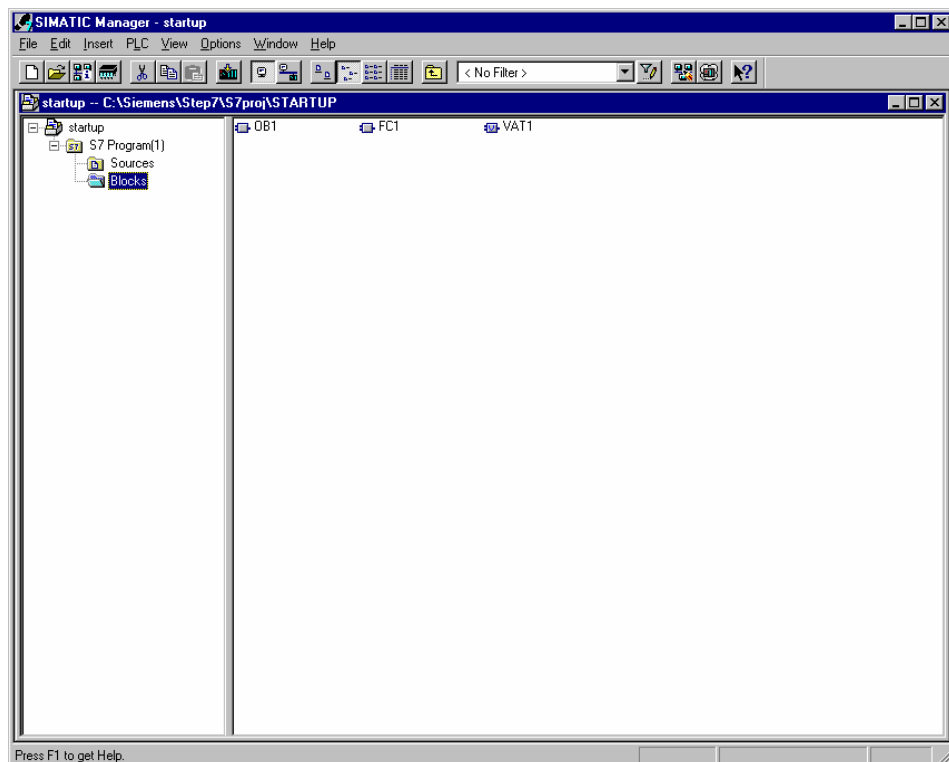 SIMATIC Manager - startup
File Edit Insert PLC View Options Window Help
< No Filter >
startup -- C:\Siemens\Step7\S7proj\STARTUP
startup
S7 Program(1)
Sources
Blocks
OB1 FC1 VAT1
Press F1 to get Help.